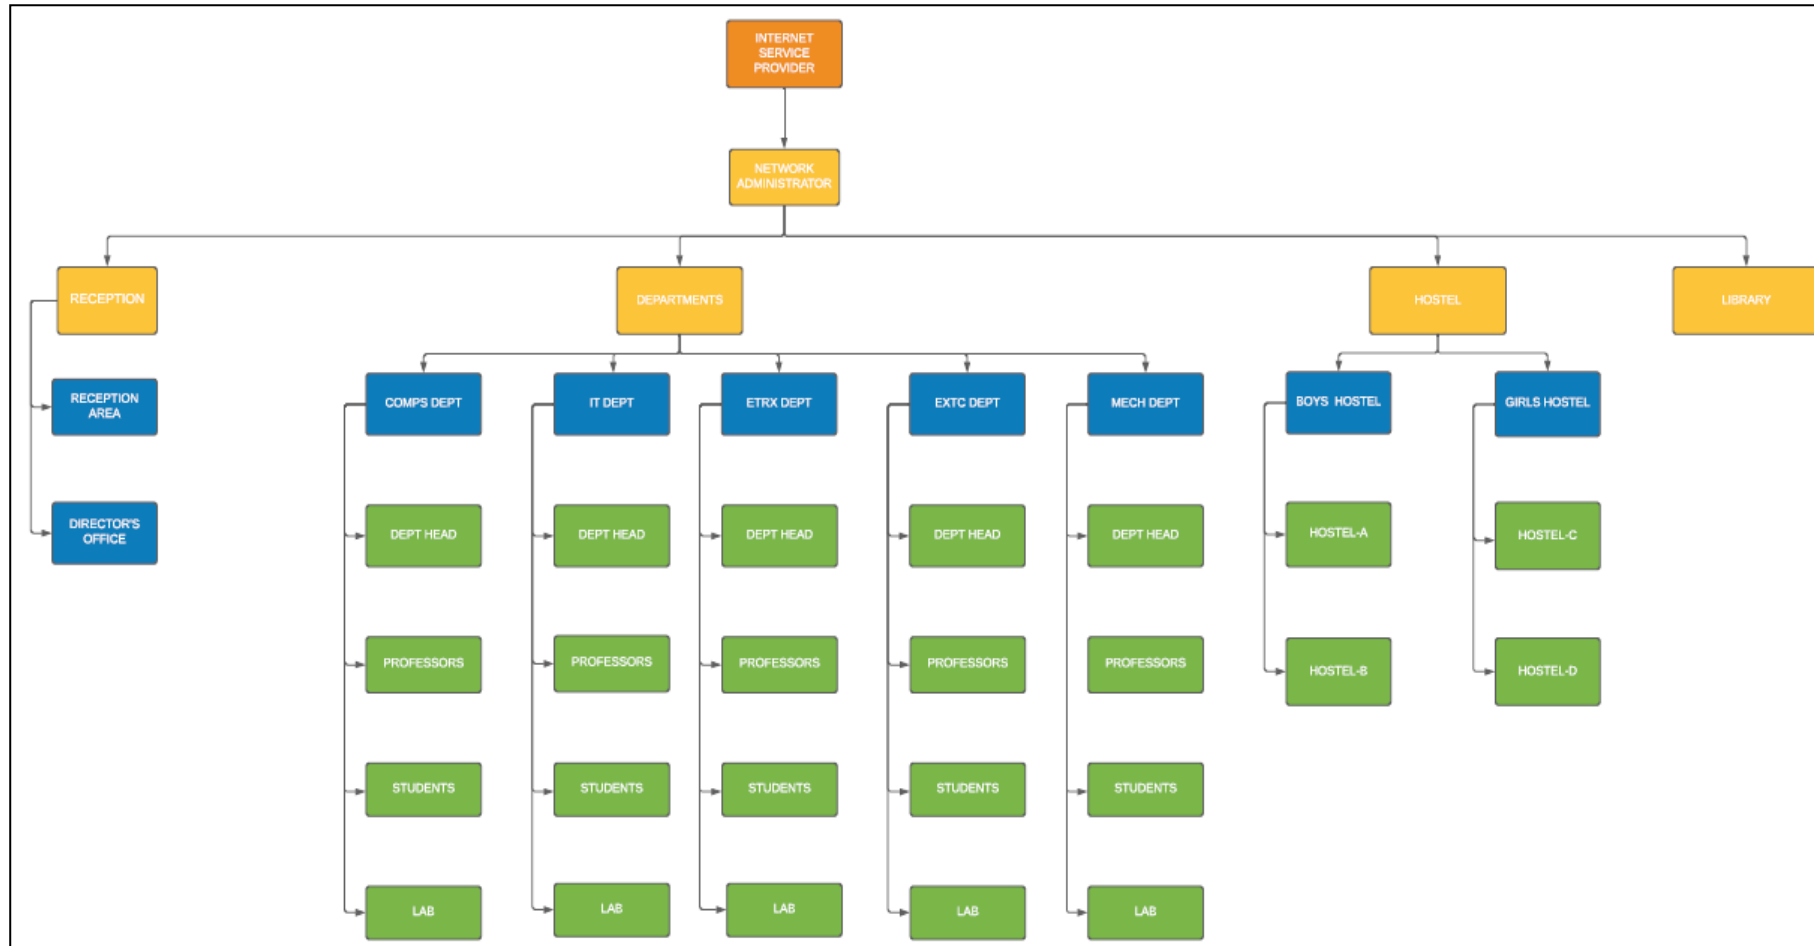 INTERNET
SERVICE
PROVIDER
NETWORK
ADMINISTRATOR
RECEPTION
DEPARTMENTS
HOSTEL
LIBRARY
RECEPTION
AREA
COMPS DEPT
IT DEPT
ETRX DEPT
EXTC DEPT
MECH DEPT
BOYS HOSTEL
GIRLS HOSTEL
DIRECTOR'S
OFFICE
DEPT HEAD
DEPT HEAD
DEPT HEAD
DEPT HEAD
DEPT HEAD
HOSTEL-A
HOSTEL-C
PROFESSORS
PROFESSORS
PROFESSORS
PROFESSORS
PROFESSORS
HOSTEL-B
HOSTEL-D
STUDENTS
STUDENTS
STUDENTS
STUDENTS
STUDENTS
LAB
LAB
LAB
LAB
LAB